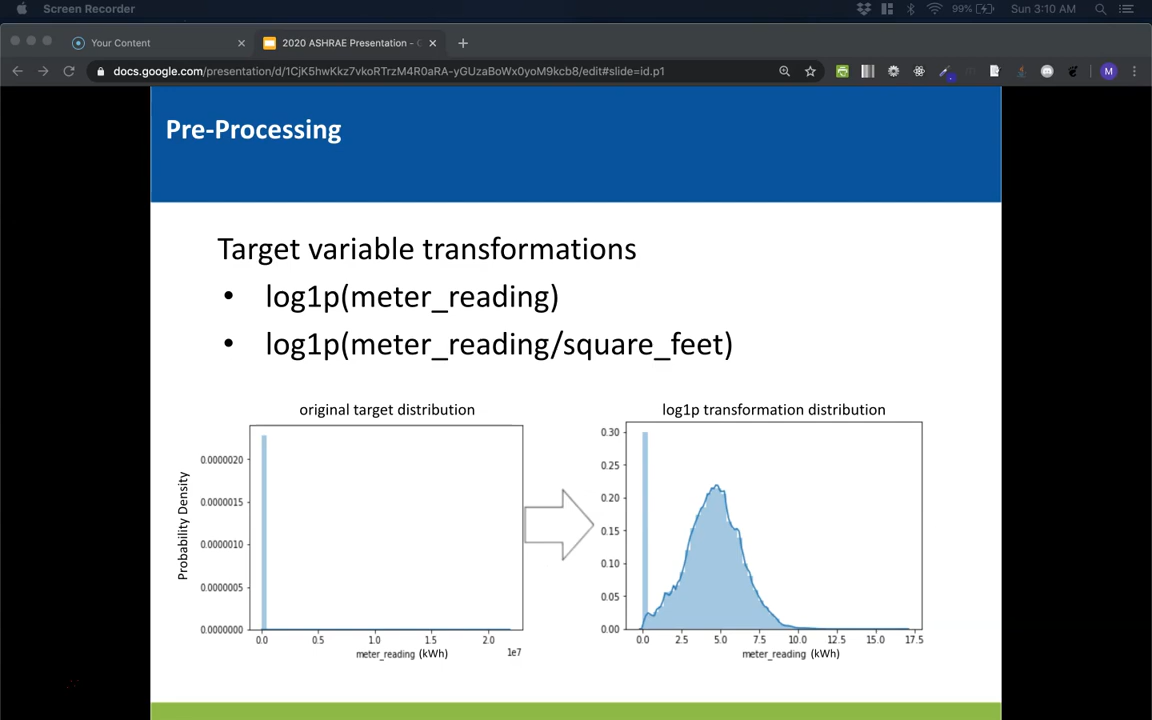 Screen Recorder
99%
Sun 3:10 AM
Your Content
2020 ASHRAE Presentation -
docs.google.com/presentation/d/1CjK5hwKkz7vkoRTrzM4R0aRA-yGUzaBoWx0yoM9kcb8/edit#slide=id.p1
M
Pre-Processing
Target variable transformations
• log1p(meter_reading)
• log1p(meter_reading/square_feet)
original target distribution
Probability Density
0.0000020
0.0000015
0.0000010
0.0000005
0.0000000
0.0 0.5 1.0 1.5 2.0
1e7
meter_reading (kWh)
log1p transformation distribution
0.30
0.25
0.20
0.15
0.10
0.05
0.00
0.0 2.5 5.0 7.5 10.0 12.5 15.0 17.5
meter_reading (kWh)